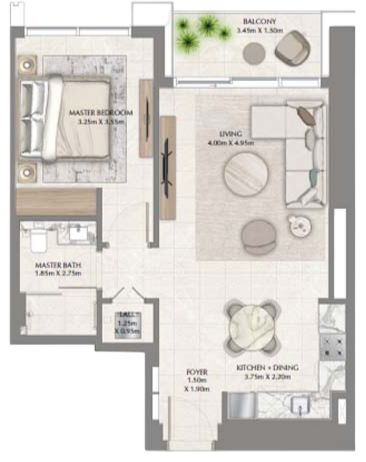 BALCONY
3.45m X 1.50m
MASTER BEDROOM
3.25m X 3.55m
LIVING
4.00m X 4.95m
MASTER BATH
1.85m X 2.75m
LAU.
1.25m
X 0.95m
FOYER
1.50m
X 1.90m
KITCHEN + DINING
3.75m X 2.20m